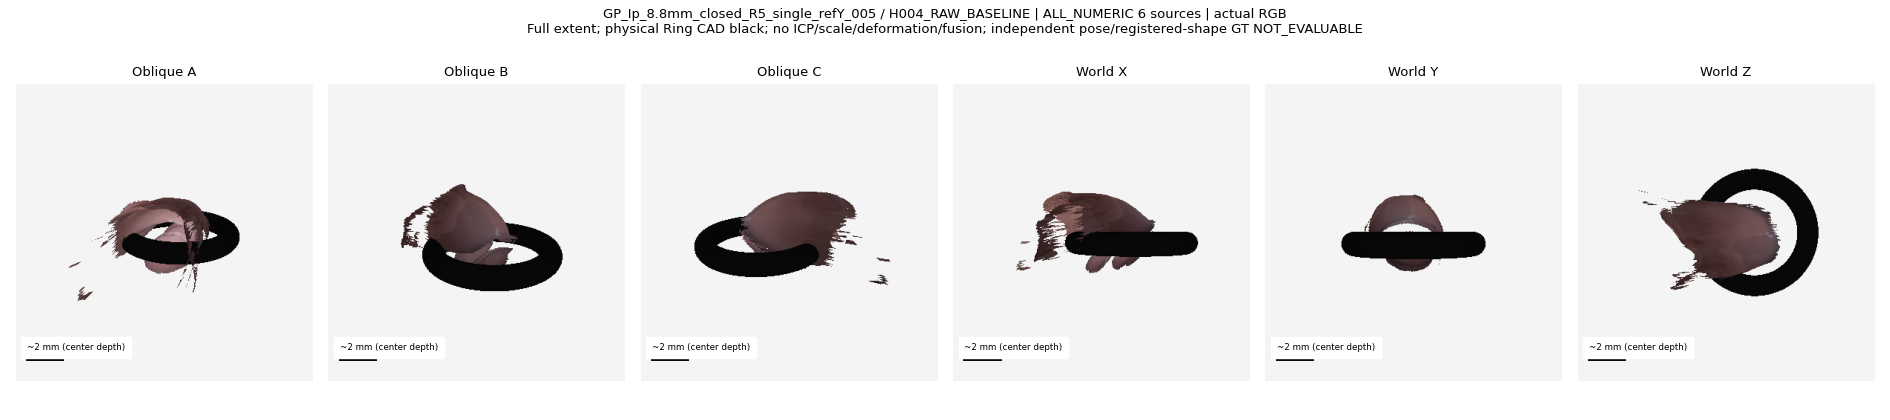 GP_Ip_8.8mm_closed_R5_single_refY_005 / H004_RAW_BASELINE | ALL_NUMERIC 6 sources | actual RGB
Full extent; physical Ring CAD black; no ICP/scale/deformation/fusion; independent pose/registered-shape GT NOT_EVALUABLE
Oblique A
Oblique B
Oblique C
World X
World Y
World Z
~2 mm (center depth)
~2 mm (center depth)
~2 mm (center depth)
~2 mm (center depth)
~2 mm (center depth)
~2 mm (center depth)